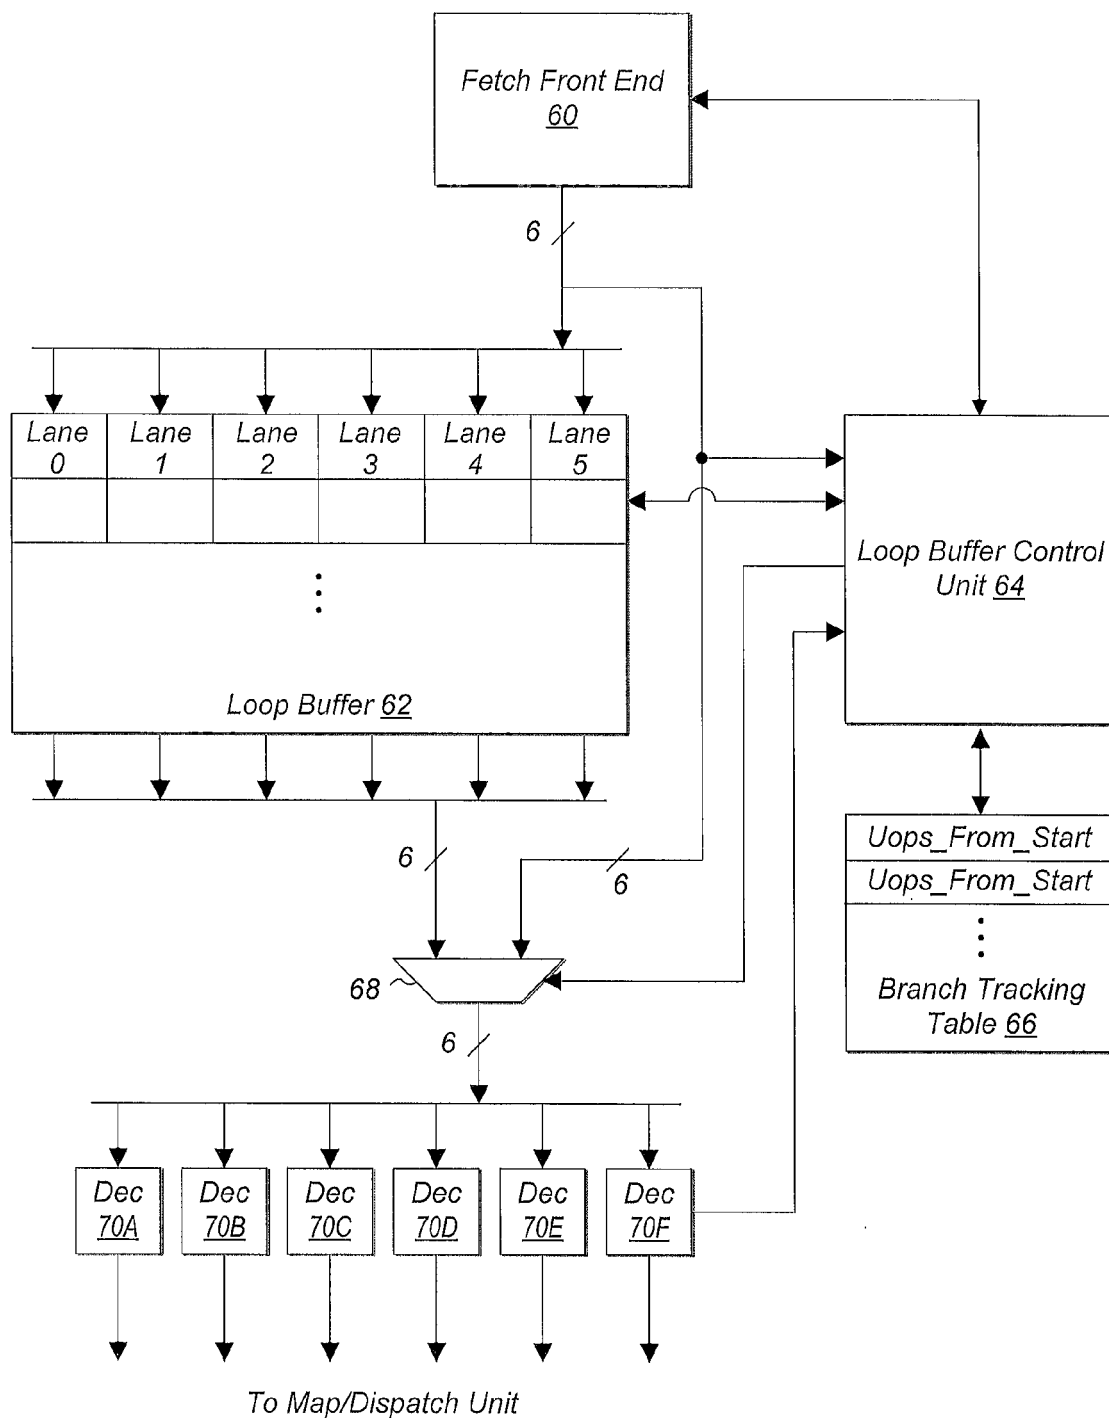 Fetch Front End
60
6
Lane
0
Lane
1
Lane
2
Lane
3
Lane
4
Lane
5
Loop Buffer 62
Loop Buffer Control
Unit 64
6
6
68
6
Uops_From_Start
Uops_From_Start
Branch Tracking
Table 66
Dec
70A
Dec
70B
Dec
70C
Dec
70D
Dec
70E
Dec
70F
To Map/Dispatch Unit